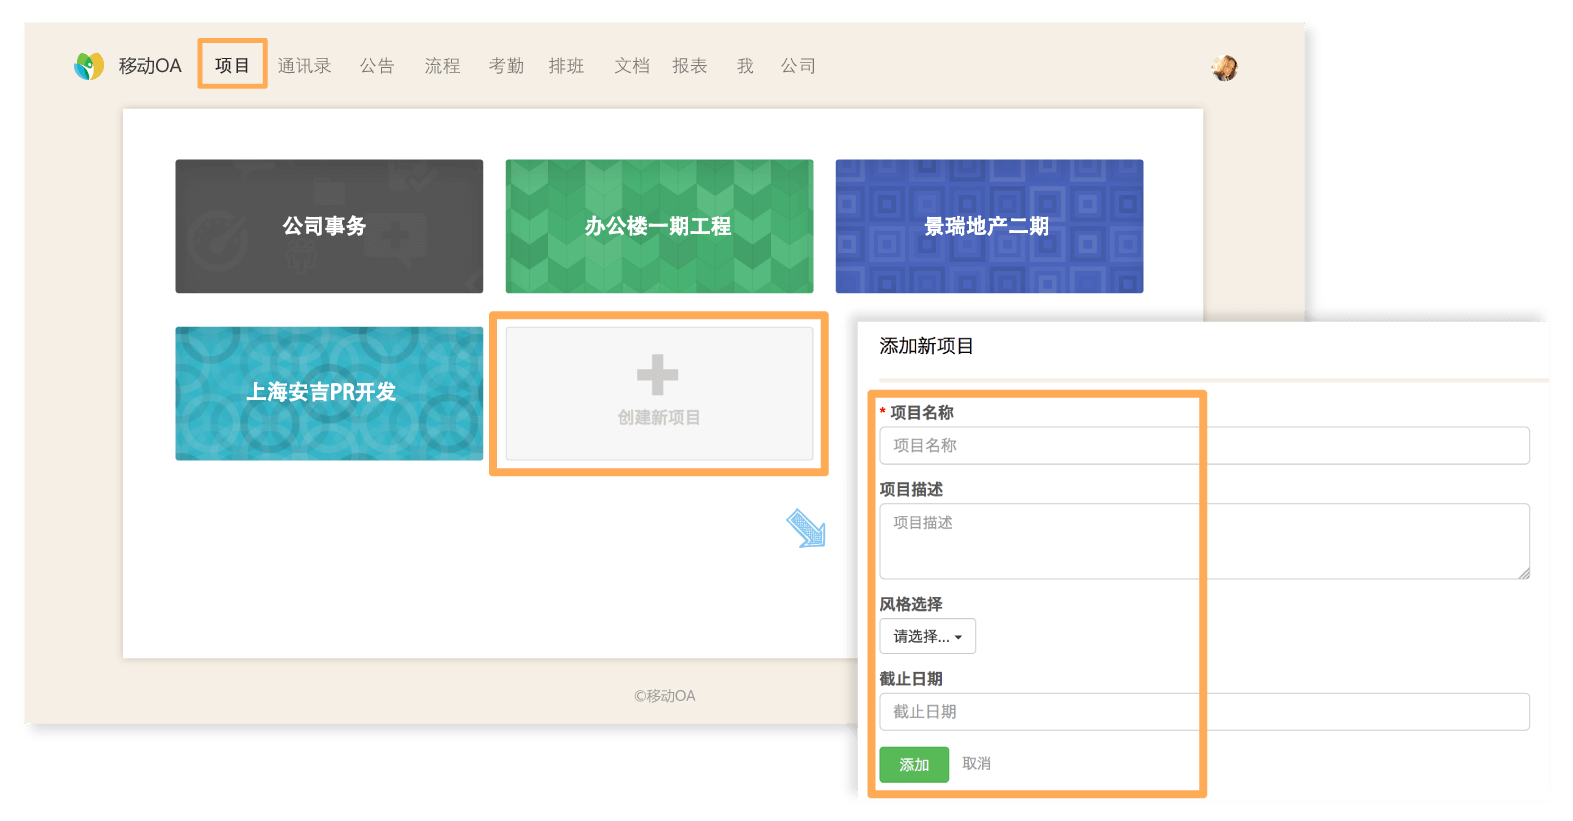 移动OA 项目 通讯录 公告 流程 考勤 排班 文档 报表 我 公司
公司事务
办公楼一期工程
景瑞地产二期
上海安吉PR开发
创建新项目
©移动OA
添加新项目
* 项目名称
项目名称
项目描述
项目描述
风格选择
请选择...
截止日期
截止日期
添加 取消